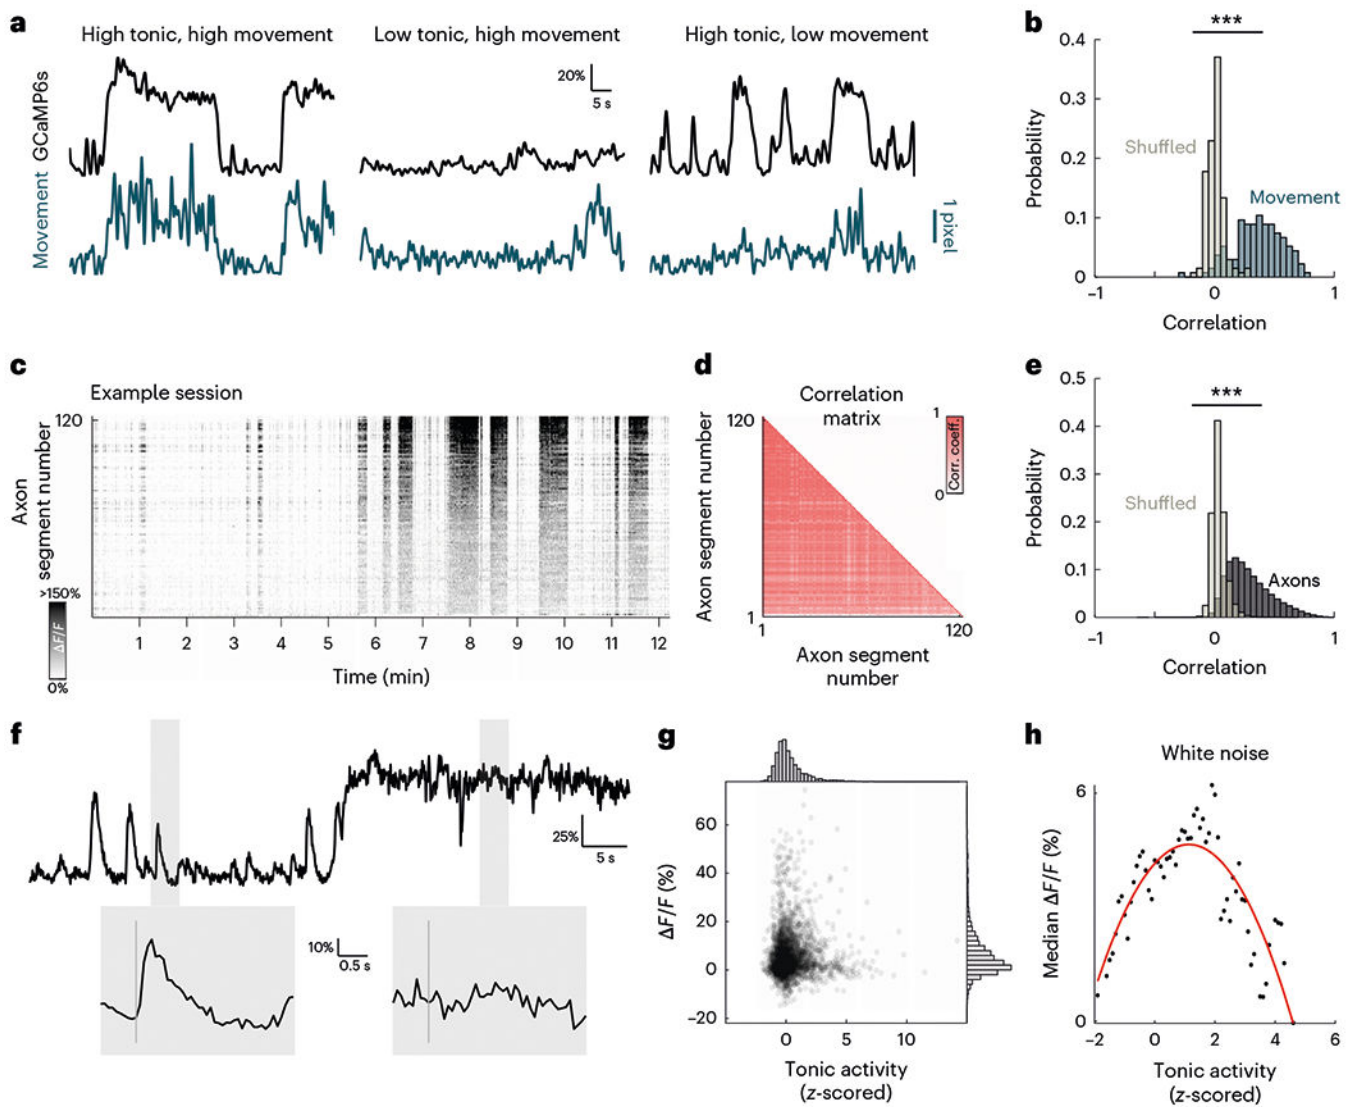 a
High tonic, high movement
Low tonic, high movement
High tonic, low movement
GCaMP6s
Movement
20%
5 s
1 pixel
b
***
0.4
0.3
0.2
0.1
0
Probability
Shuffled
Movement
−1
0
1
Correlation
c
Example session
120
Axon
segment number
>150%
ΔF/F
0%
1 2 3 4 5 6 7 8 9 10 11 12
Time (min)
d
Correlation
matrix
120
Axon segment number
1
1
0
Corr. coeff.
1
120
Axon segment
number
e
***
0.5
0.4
0.3
0.2
0.1
0
Probability
Shuffled
Axons
−1
0
1
Correlation
f
25%
5 s
10%
0.5 s
g
60
40
20
0
−20
ΔF/F (%)
0
5
10
Tonic activity
(z-scored)
h
White noise
6
3
0
Median ΔF/F (%)
−2
0
2
4
6
Tonic activity
(z-scored)